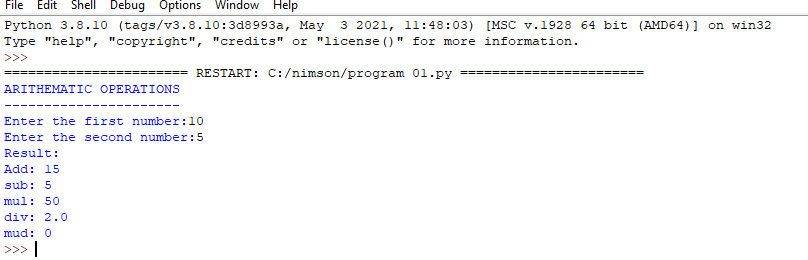 File Edit Shell Debug Options Window Help
Python 3.8.10 (tags/v3.8.10:3d8993a, May  3 2021, 11:48:03) [MSC v.1928 64 bit (AMD64)] on win32
Type "help", "copyright", "credits" or "license()" for more information.
>>>
======================= RESTART: C:/nimson/program 01.py =======================
ARITHEMATIC OPERATIONS
----------------------
Enter the first number:10
Enter the second number:5
Result:
Add: 15
sub: 5
mul: 50
div: 2.0
mud: 0
>>>